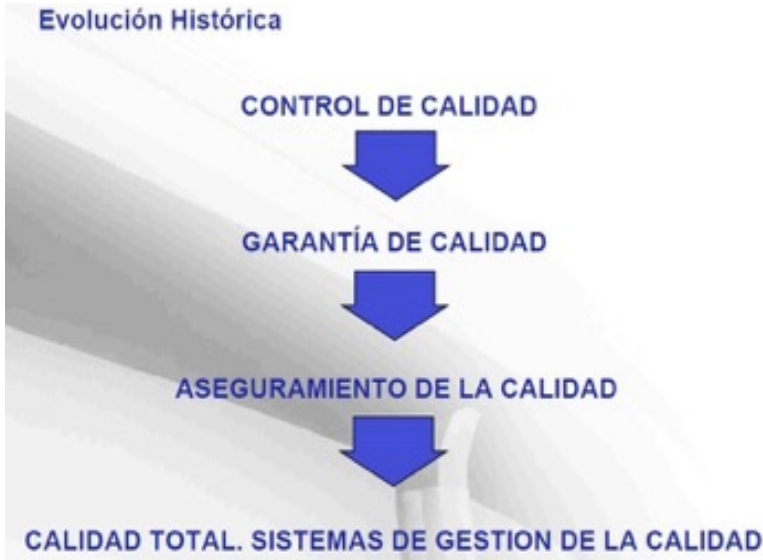 Evolución Histórica
CONTROL DE CALIDAD
GARANTÍA DE CALIDAD
ASEGURAMIENTO DE LA CALIDAD
CALIDAD TOTAL. SISTEMAS DE GESTION DE LA CALIDAD